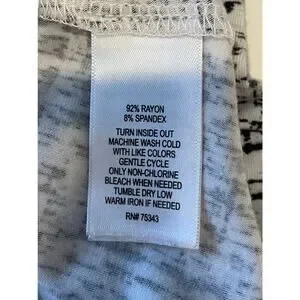 92% RAYON
8% SPANDEX
TURN INSIDE OUT
MACHINE WASH COLD
WITH LIKE COLORS
GENTLE CYCLE
ONLY NON-CHLORINE
BLEACH WHEN NEEDED
TUMBLE DRY LOW
WARM IRON IF NEEDED
RN# 75343